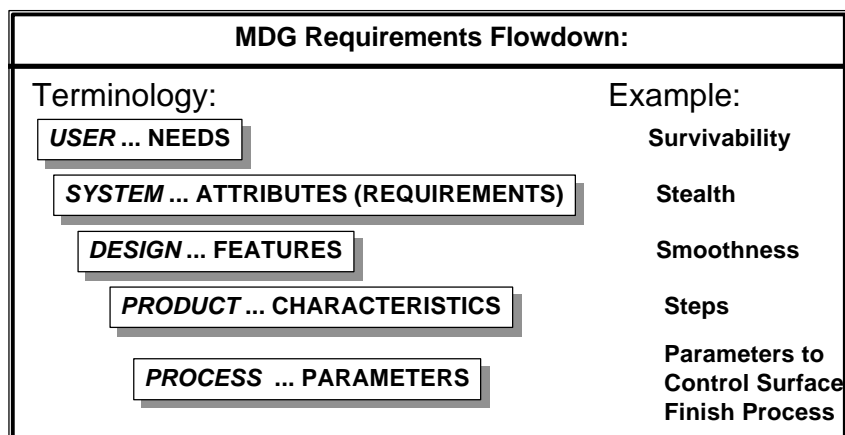 MDG Requirements Flowdown:
Terminology: Example:
USER ... NEEDS Survivability
SYSTEM ... ATTRIBUTES (REQUIREMENTS) Stealth
DESIGN ... FEATURES Smoothness
PRODUCT ... CHARACTERISTICS Steps
PROCESS ... PARAMETERS
Parameters to
Control Surface
Finish Process